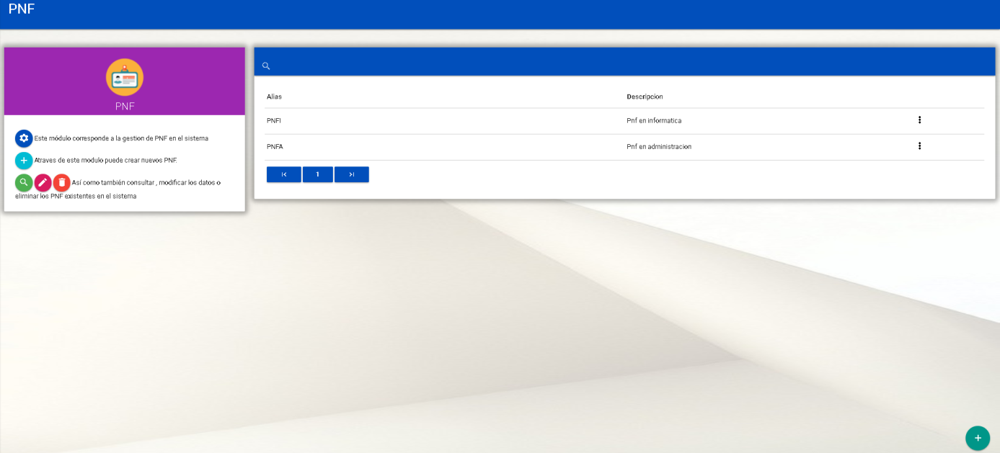 PNF
PNF
Este módulo corresponde a la gestion de PNF en el sistema
Atraves de este modulo puede crear nuevos PNF.
Así como también consultar , modificar los datos o
eliminar los PNF existentes en el sistema
Alias Descripcion
PNFI Pnf en informatica
PNFA Pnf en administracion
1